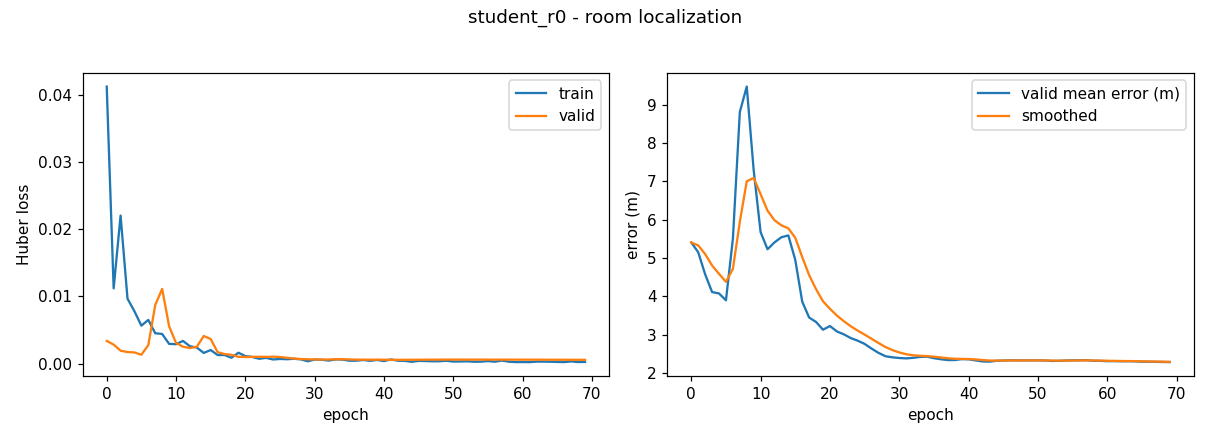 student_r0 - room localization
train
valid
0.04
0.03
0.02
0.01
0.00
Huber loss
0 10 20 30 40 50 60 70
epoch
valid mean error (m)
smoothed
9
8
7
6
5
4
3
2
error (m)
0 10 20 30 40 50 60 70
epoch